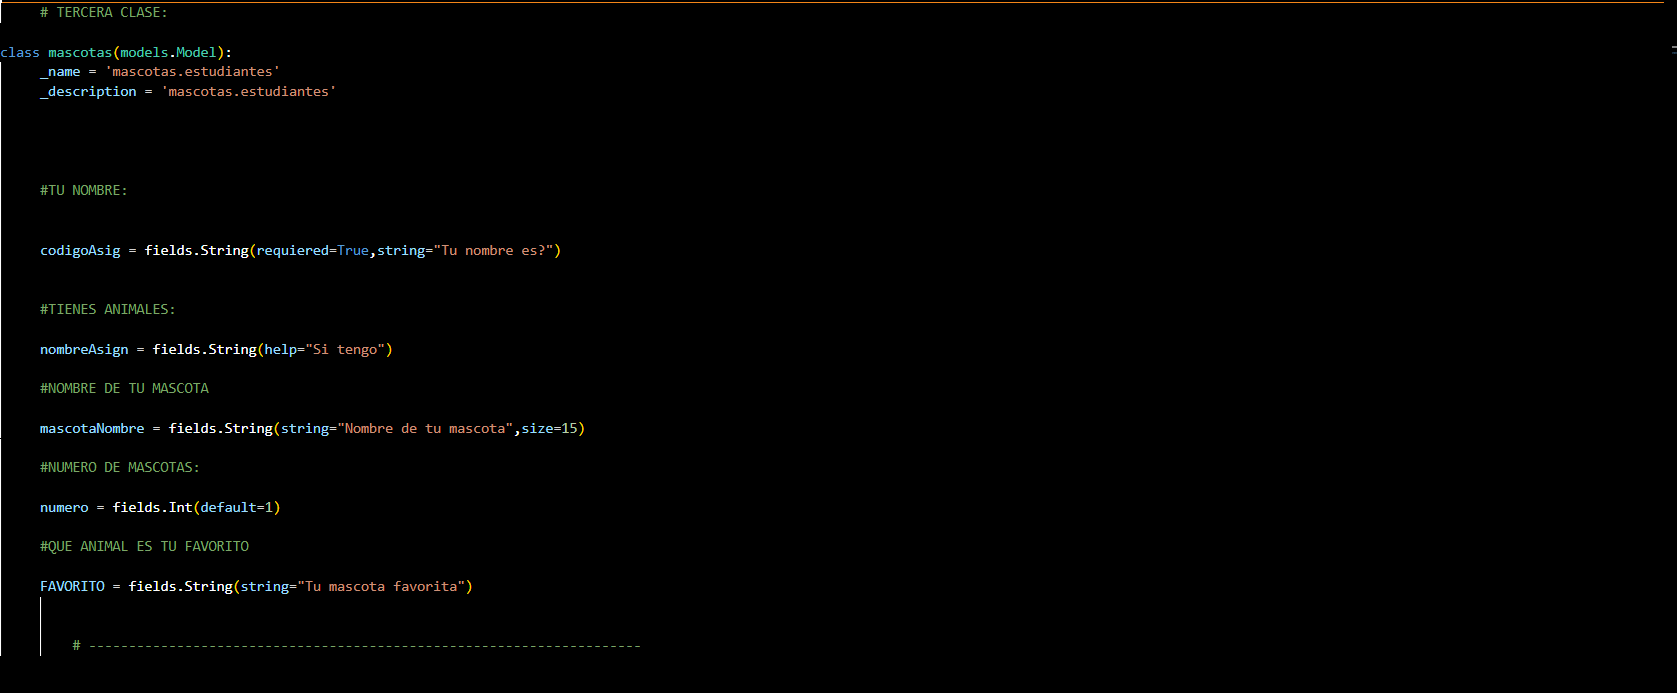 # TERCERA CLASE:
class mascotas(models.Model):
_name = 'mascotas.estudiantes'
_description = 'mascotas.estudiantes'
#TU NOMBRE:
codigoAsig = fields.String(requiered=True,string="Tu nombre es?")
#TIENES ANIMALES:
nombreAsign = fields.String(help="Si tengo")
#NOMBRE DE TU MASCOTA
mascotaNombre = fields.String(string="Nombre de tu mascota",size=15)
#NUMERO DE MASCOTAS:
numero = fields.Int(default=1)
#QUE ANIMAL ES TU FAVORITO
FAVORITO = fields.String(string="Tu mascota favorita")
# ---------------------------------------------------------------------